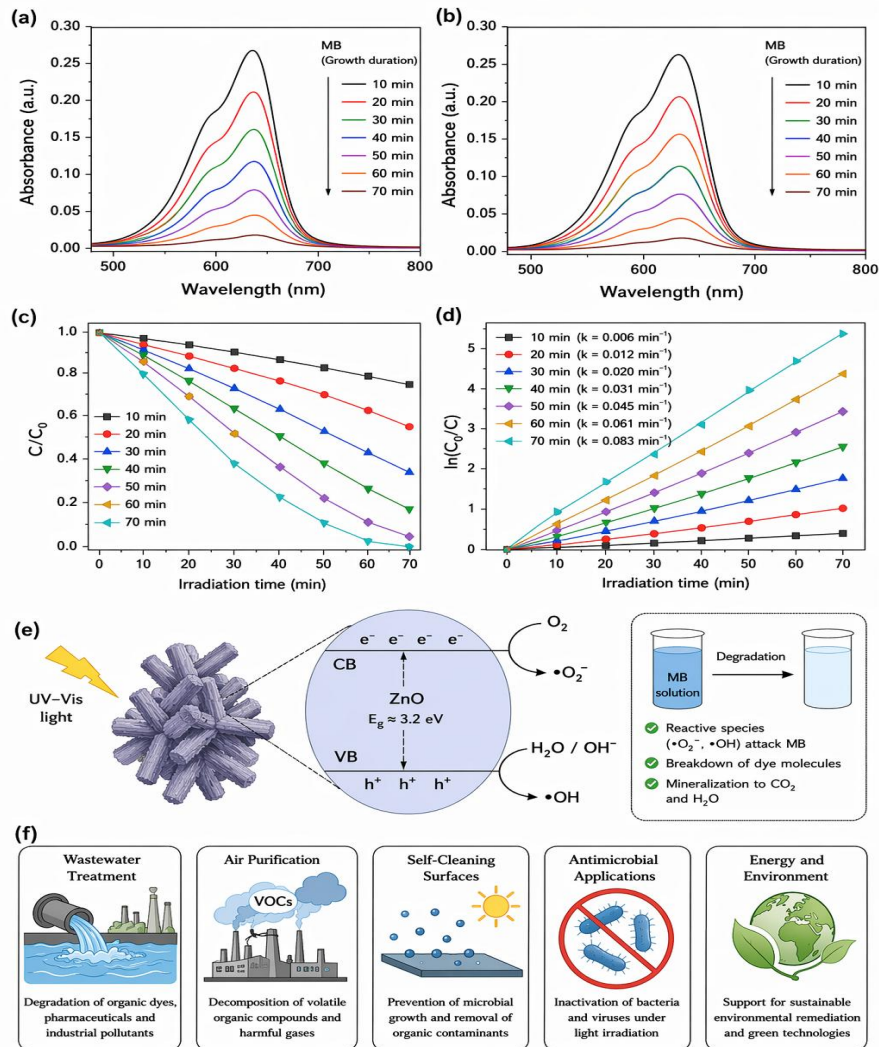 (a)
0.30
0.25
0.20
0.15
0.10
0.05
0.00
Absorbance (a.u.)
500
600
700
800
Wavelength (nm)
MB
(Growth duration)
10 min
20 min
30 min
40 min
50 min
60 min
70 min
(b)
0.30
0.25
0.20
0.15
0.10
0.05
0.00
Absorbance (a.u.)
500
600
700
800
Wavelength (nm)
MB
(Growth duration)
10 min
20 min
30 min
40 min
50 min
60 min
70 min
(c)
1.0
0.8
0.6
0.4
0.2
0.0
C/C₀
0
10
20
30
40
50
60
70
Irradiation time (min)
10 min
20 min
30 min
40 min
50 min
60 min
70 min
(d)
5
4
3
2
1
0
ln(C₀/C)
0
10
20
30
40
50
60
70
Irradiation time (min)
10 min (k = 0.006 min⁻¹)
20 min (k = 0.012 min⁻¹)
30 min (k = 0.020 min⁻¹)
40 min (k = 0.031 min⁻¹)
50 min (k = 0.045 min⁻¹)
60 min (k = 0.061 min⁻¹)
70 min (k = 0.083 min⁻¹)
(e)
UV–Vis
light
e⁻ e⁻ e⁻ e⁻
CB
ZnO
E_g ≈ 3.2 eV
VB
h⁺ h⁺ h⁺
O₂
•O₂⁻
H₂O / OH⁻
•OH
MB
solution
Degradation
Reactive species
(•O₂⁻, •OH) attack MB
Breakdown of dye molecules
Mineralization to CO₂
and H₂O
(f)
Wastewater
Treatment
Degradation of organic dyes,
pharmaceuticals and
industrial pollutants
Air Purification
VOCs
Decomposition of volatile
organic compounds and
harmful gases
Self-Cleaning
Surfaces
Prevention of microbial
growth and removal of
organic contaminants
Antimicrobial
Applications
Inactivation of bacteria
and viruses under
light irradiation
Energy and
Environment
Support for sustainable
environmental remediation
and green technologies